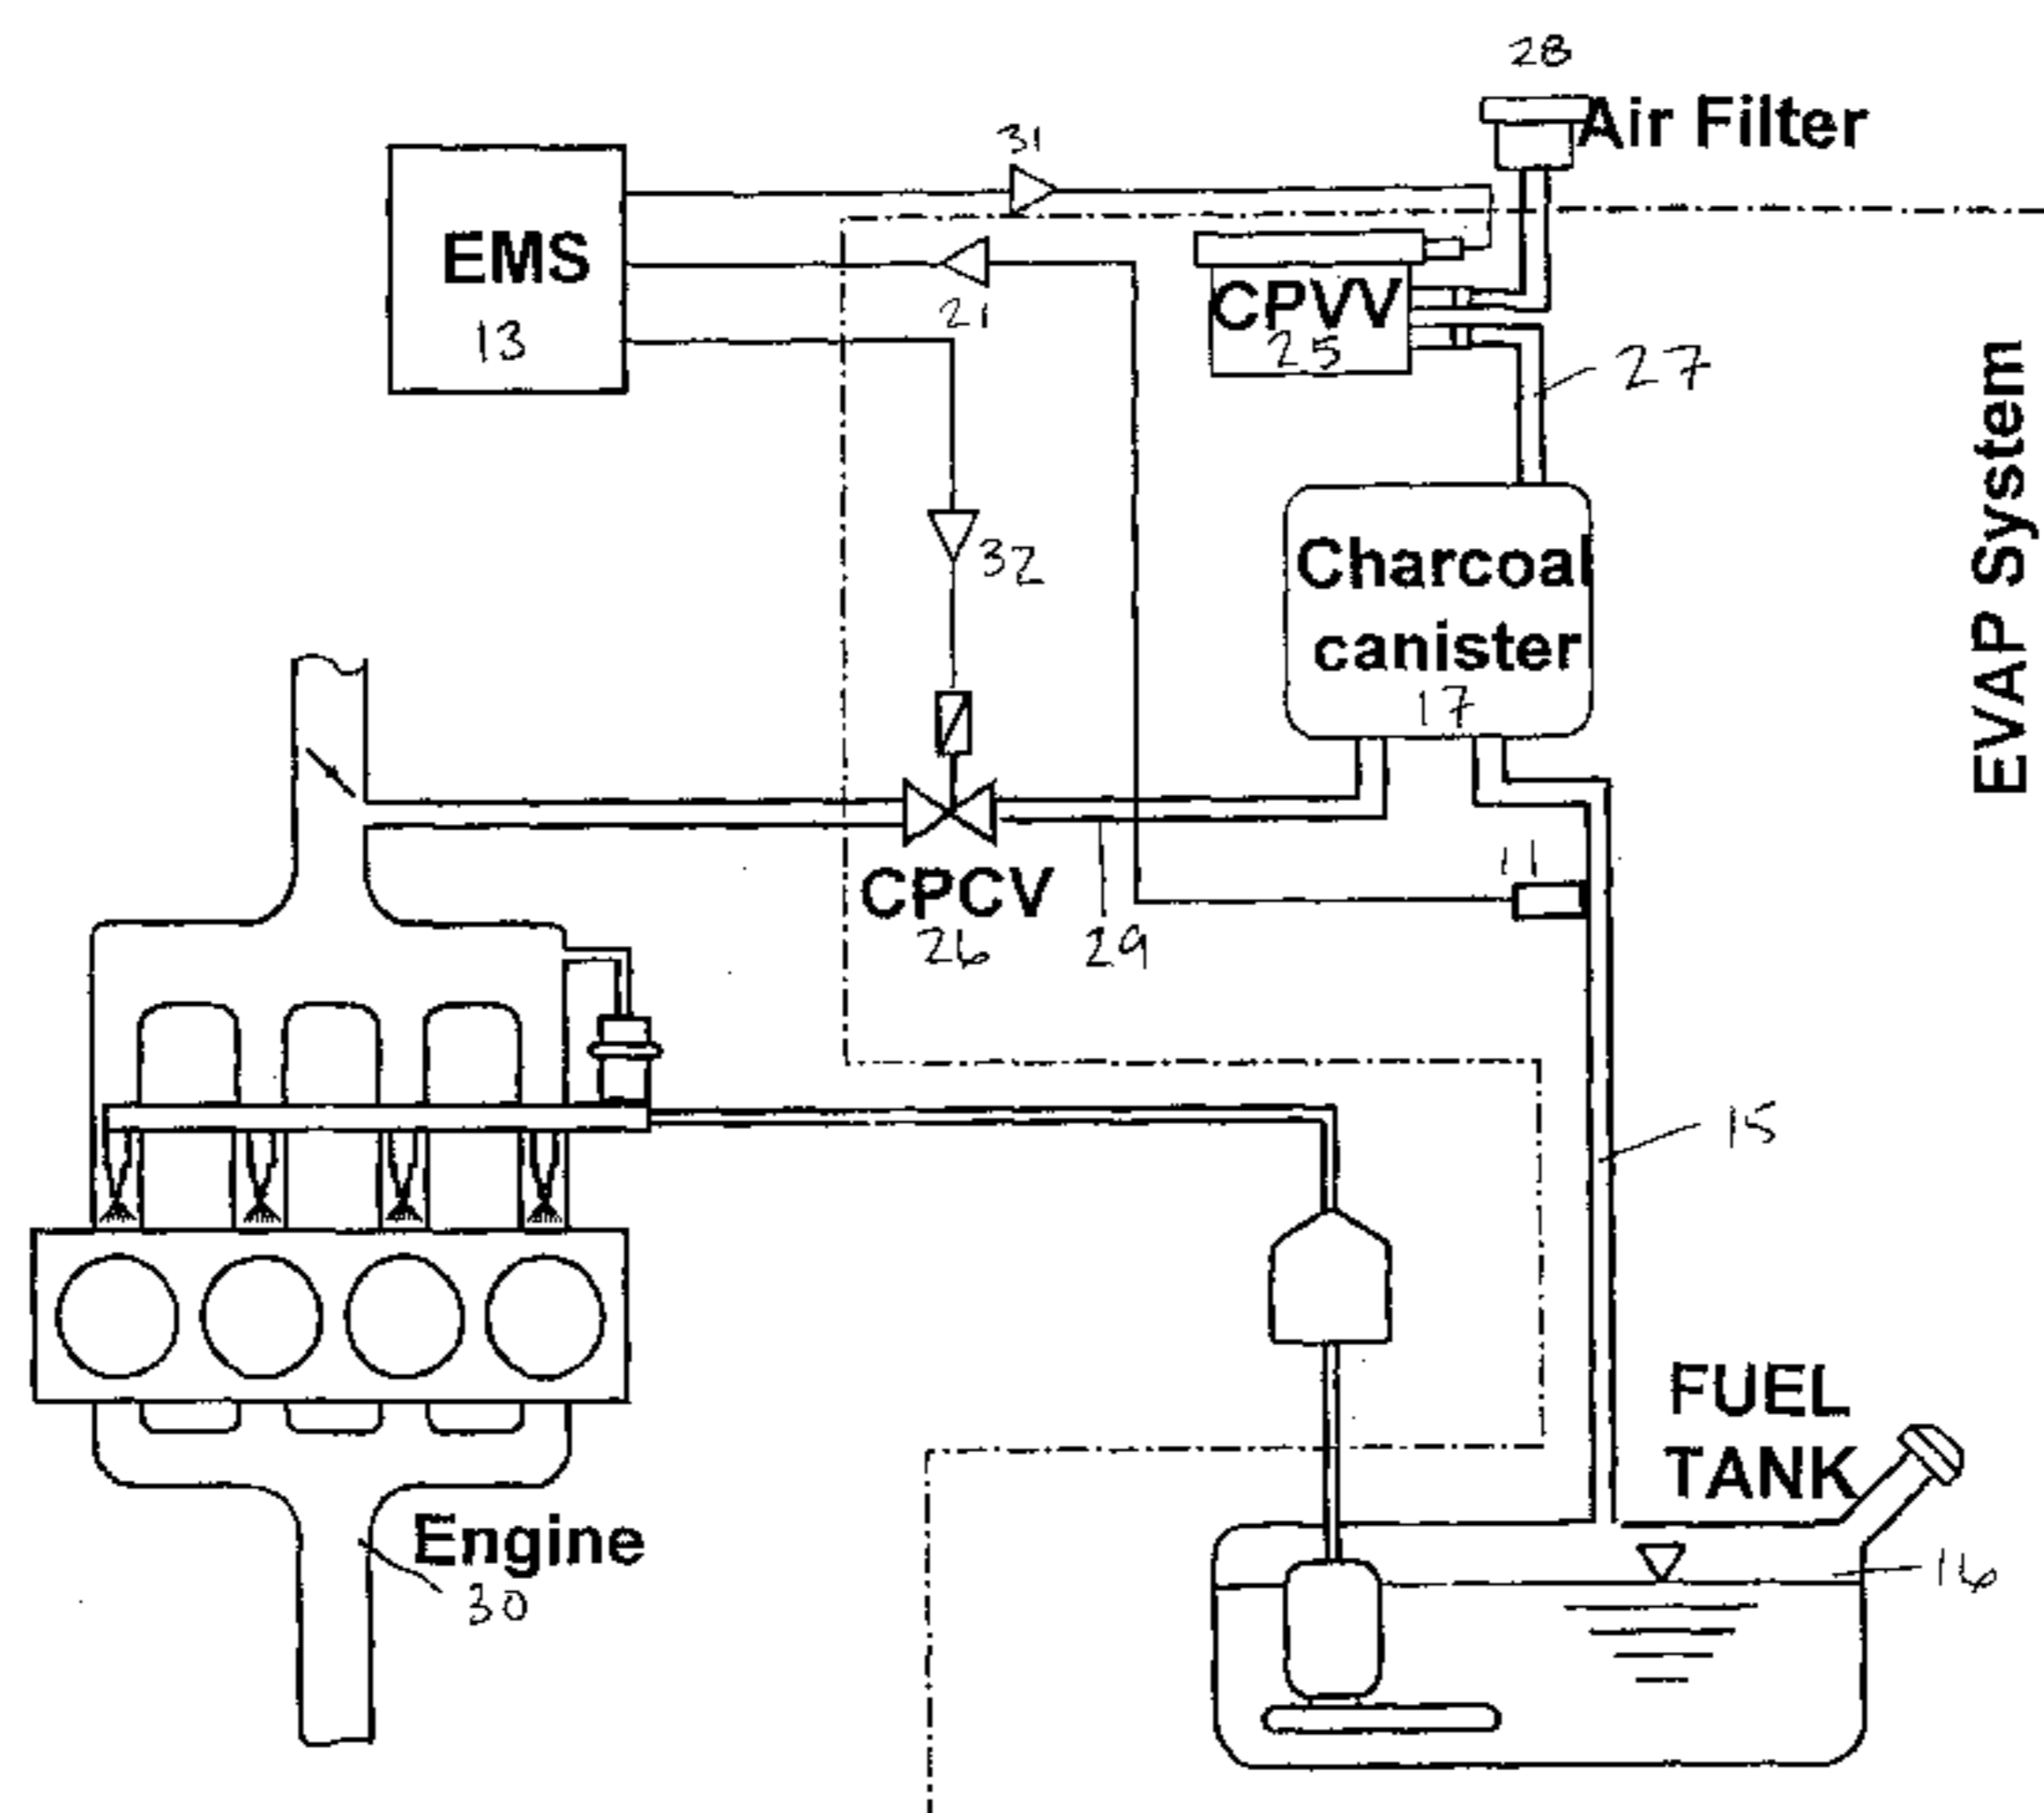 28
Air Filter
31
EMS
13
21
CPVV
25
27
EVAP System
32
Charcoal
canister
17
11
CPCV
26
29
15
FUEL
TANK
Engine
30
16